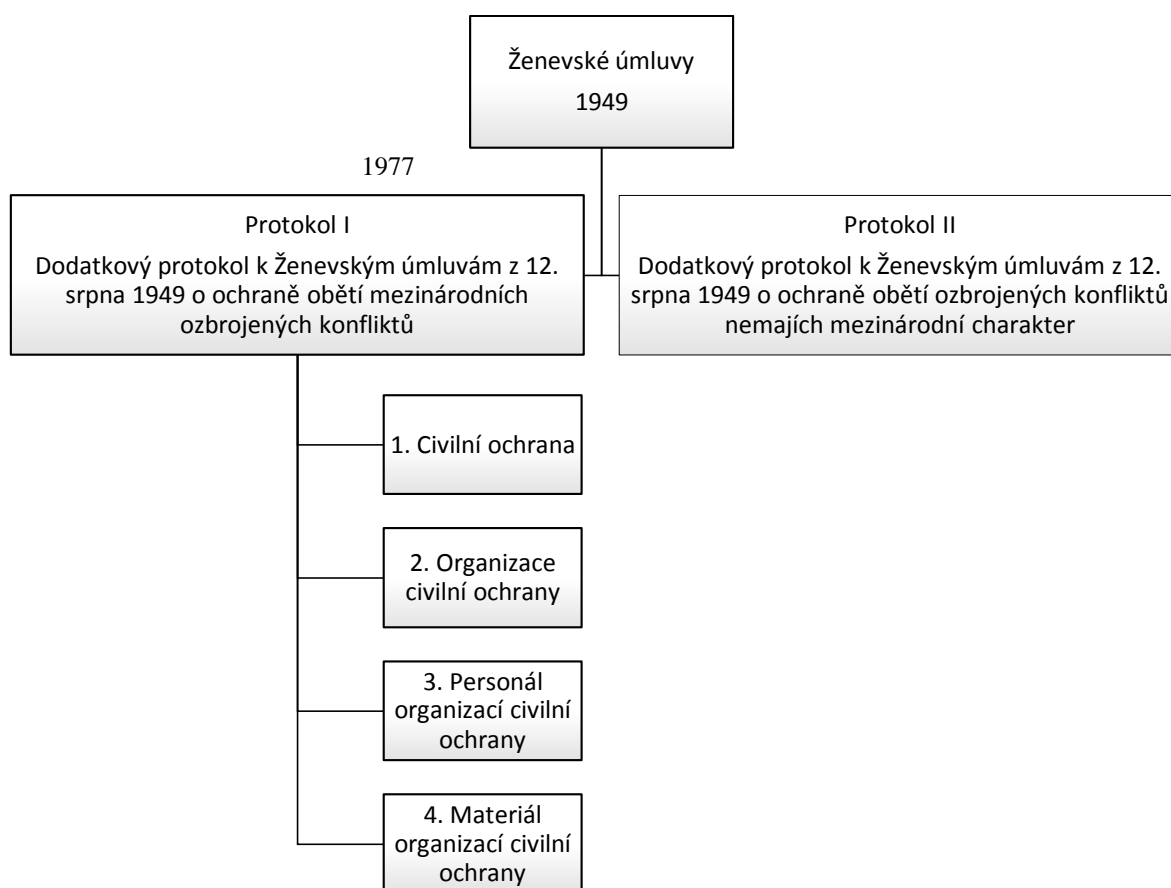 Ženevské úmluvy
1949
1977
Protokol I
Dodatkový protokol k Ženevským úmluvám z 12.
srpna 1949 o ochraně obětí mezinárodních
ozbrojených konfliktů
Protokol II
Dodatkový protokol k Ženevským úmluvám z 12.
srpna 1949 o ochraně obětí ozbrojených konfliktů
nemajích mezinárodní charakter
1. Civilní ochrana
2. Organizace
civilní ochrany
3. Personál
organizací civilní
ochrany
4. Materiál
organizací civilní
ochrany